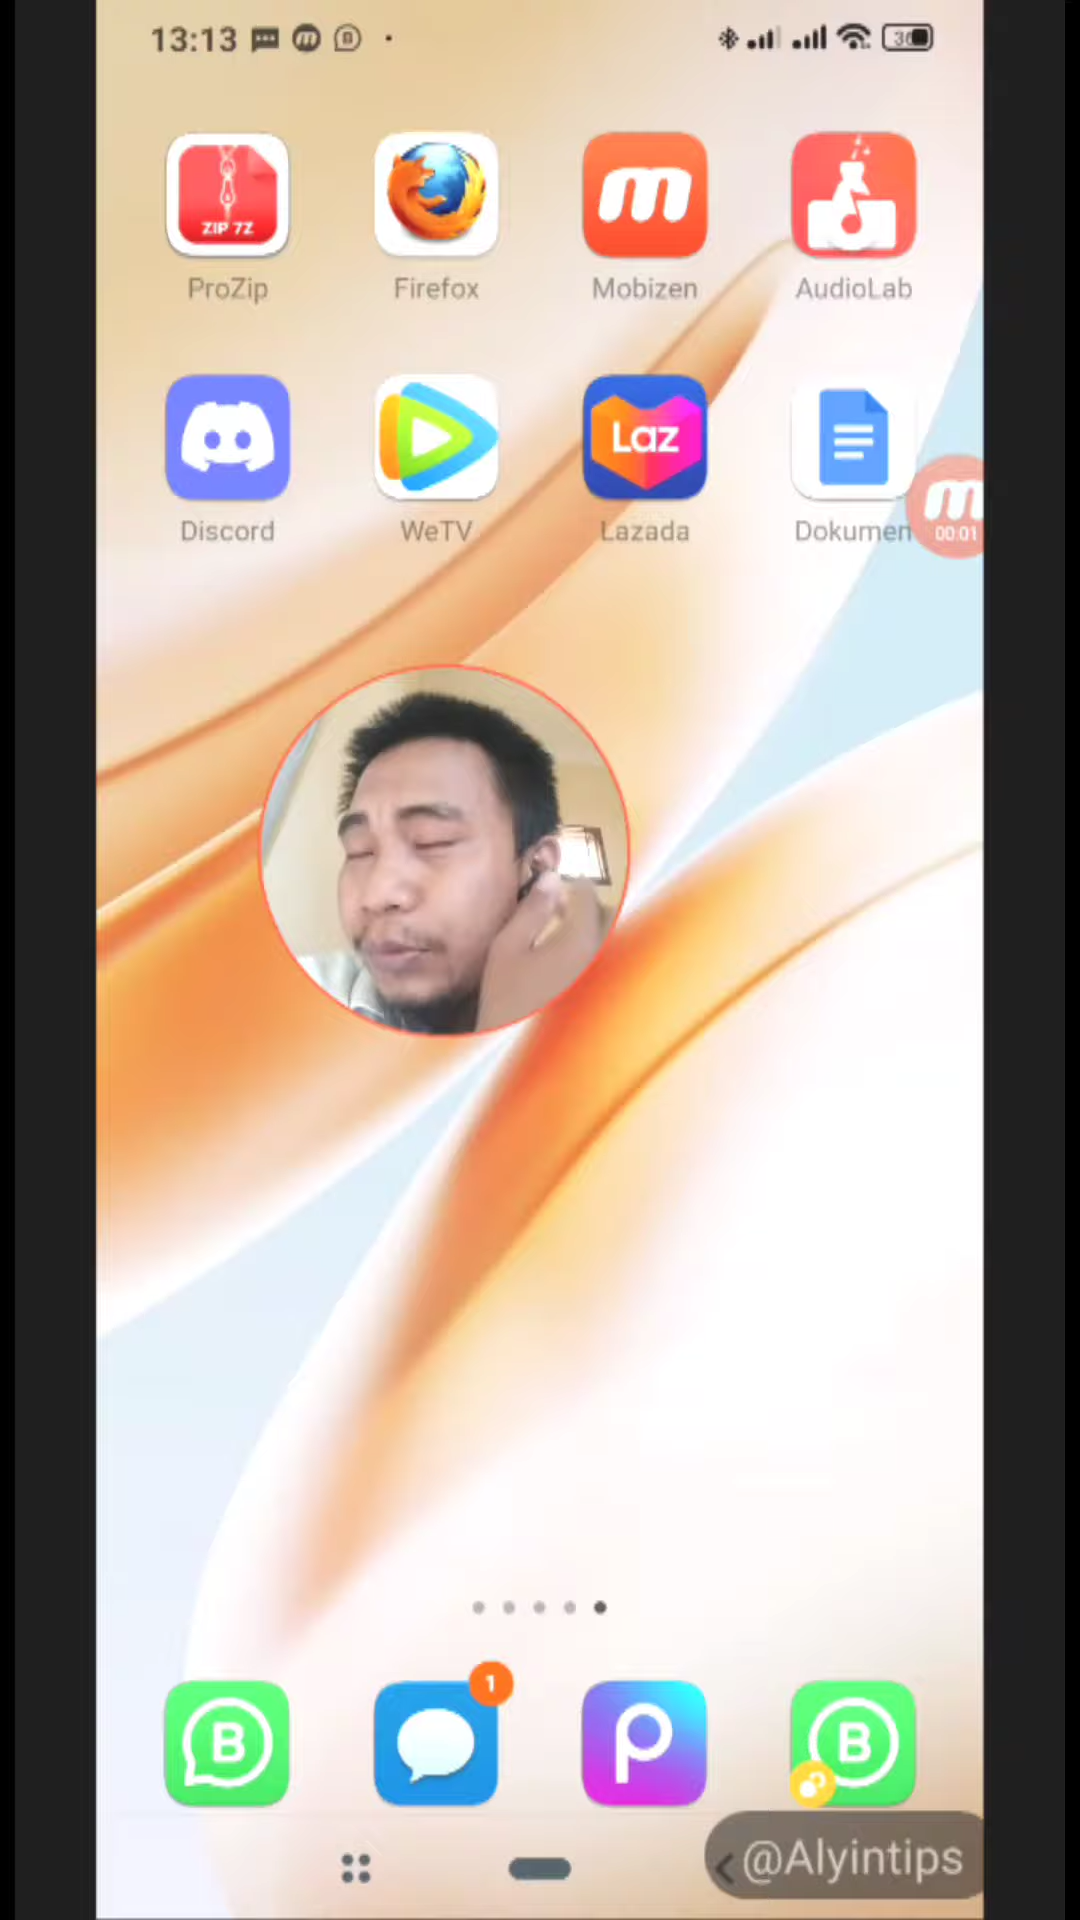 13:13
ZIP 7Z
ProZip
Firefox
m
Mobizen
AudioLab
Discord
WeTV
Laz
Lazada
Dokumen
m
00:01
1
B
B
@Alyintips